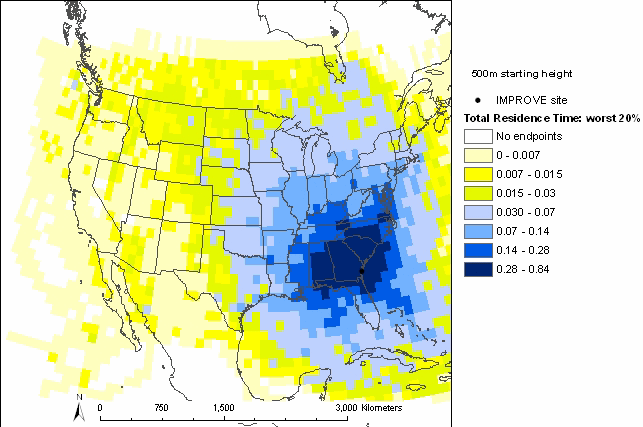 500m starting height
IMPROVE site
Total Residence Time: worst 20%
No endpoints
0 - 0.007
0.007 - 0.015
0.015 - 0.03
0.030 - 0.07
0.07 - 0.14
0.14 - 0.28
0.28 - 0.84
N
0 750 1,500 3,000 Kilometers